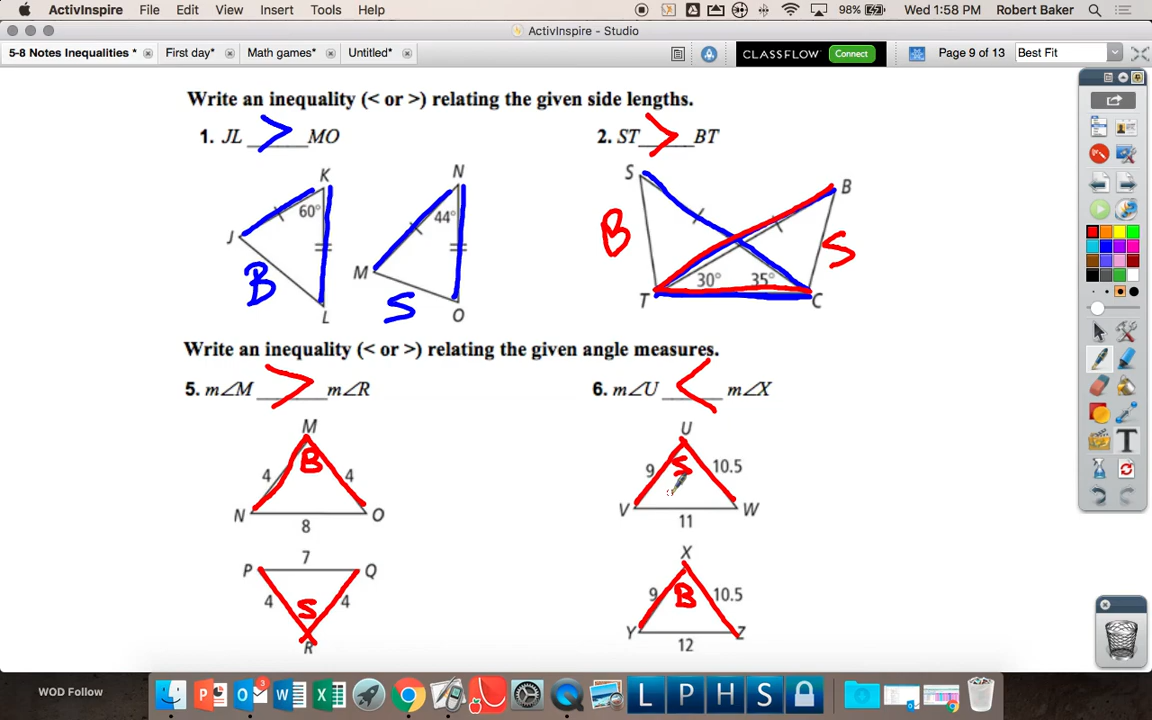 ActivInspire File Edit View Insert Tools Help 98% Wed 1:58 PM Robert Baker
ActivInspire - Studio
5-8 Notes Inequalities * First day* Math games* Untitled* CLASSFLOW Connect Page 9 of 13 Best Fit
Write an inequality (< or >) relating the given side lengths.
1. JL > MO
2. ST > BT
K
60°
J
L
B
N
44°
M
O
S
S
B
B
S
30° 35°
T C
Write an inequality (< or >) relating the given angle measures.
5. m∠M > m∠R
6. m∠U < m∠X
M
B
4 4
N O
8
7
P Q
4 S 4
R
U
S
9 10.5
V W
11
X
9 B 10.5
Y Z
12
WOD Follow
3
L P H S